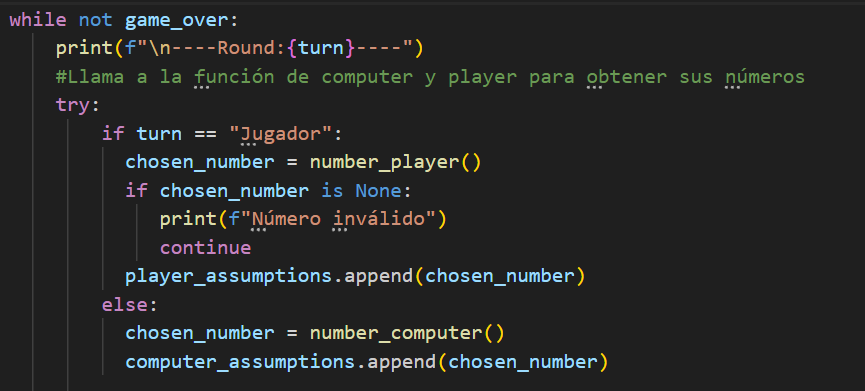 while not game_over:
    print(f"\n----Round:{turn}----")
    #Llama a la función de computer y player para obtener sus números
    try:
        if turn == "Jugador":
          chosen_number = number_player()
          if chosen_number is None:
             print(f"Número inválido")
             continue
          player_assumptions.append(chosen_number)
        else:
          chosen_number = number_computer()
          computer_assumptions.append(chosen_number)